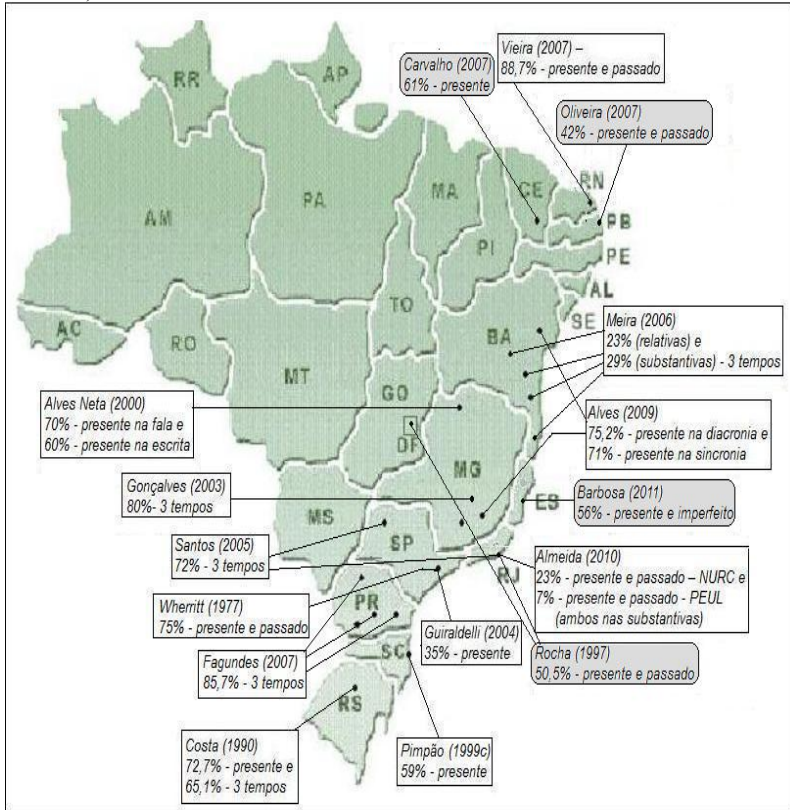 Vieira (2007) –
88,7% - presente e passado
Carvalho (2007)
61% - presente
Oliveira (2007)
42% - presente e passado
RR
AP
AM
PA
MA
PI
CE
RN
PB
PE
AL
SE
AC
RO
TO
BA
MT
GO
DF
MG
ES
MS
SP
RJ
PR
SC
RS
Meira (2006)
23% (relativas) e
29% (substantivas) - 3 tempos
Alves Neta (2000)
70% - presente na fala e
60% - presente na escrita
Alves (2009)
75,2% - presente na diacronia e
71% - presente na sincronia
Gonçalves (2003)
80%- 3 tempos
Barbosa (2011)
56% - presente e imperfeito
Santos (2005)
72% - 3 tempos
Almeida (2010)
23% - presente e passado – NURC e
7% - presente e passado - PEUL
(ambos nas substantivas)
Wherritt (1977)
75% - presente e passado
Guiraldelli (2004)
35% - presente
Rocha (1997)
50,5% - presente e passado
Fagundes (2007)
85,7% - 3 tempos
Costa (1990)
72,7% - presente e
65,1% - 3 tempos
Pimpão (1999c)
59% - presente